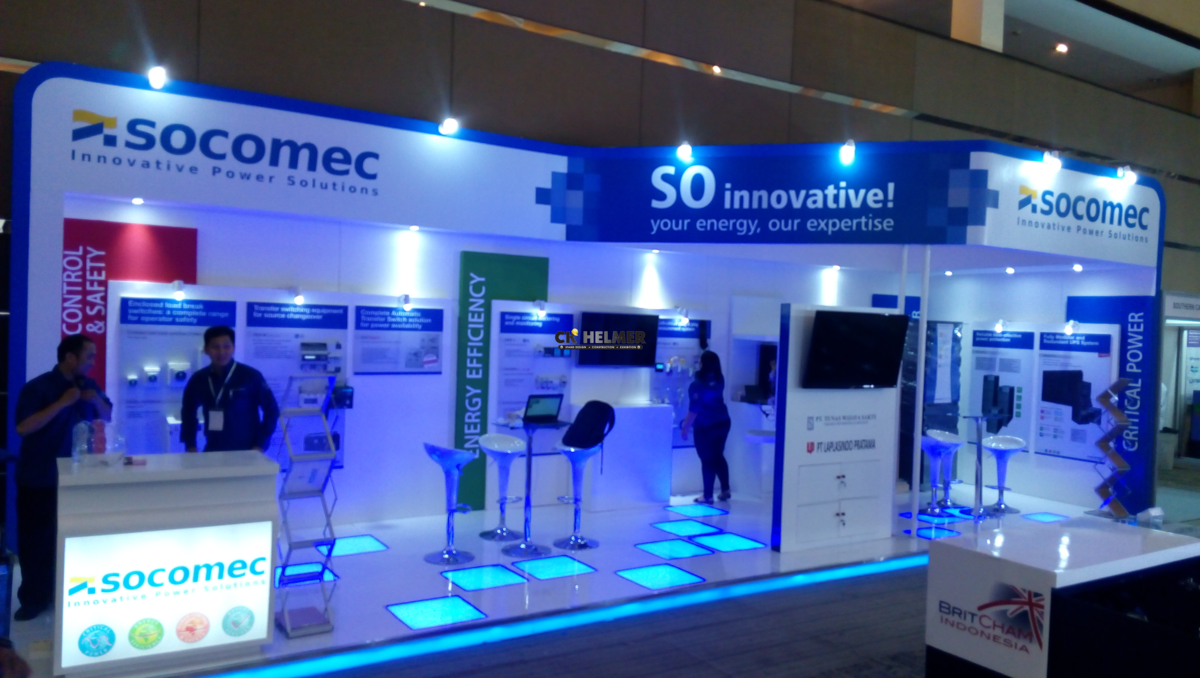 socomec
Innovative Power Solutions
SO innovative!
your energy, our expertise
socomec
Innovative Power Solutions
CONTROL
& SAFETY
Enclosed load break
switches: a complete range
for operator safety
Transfer switching equipment
for source changeover
Complete Automatic
Transfer Switch solution
for power availability
ENERGY EFFICIENCY
CK HELMER
PT LAPLASINDO PRATAMA
CRITICAL POWER
socomec
Innovative Power Solutions
BRITCHAM
INDONESIA